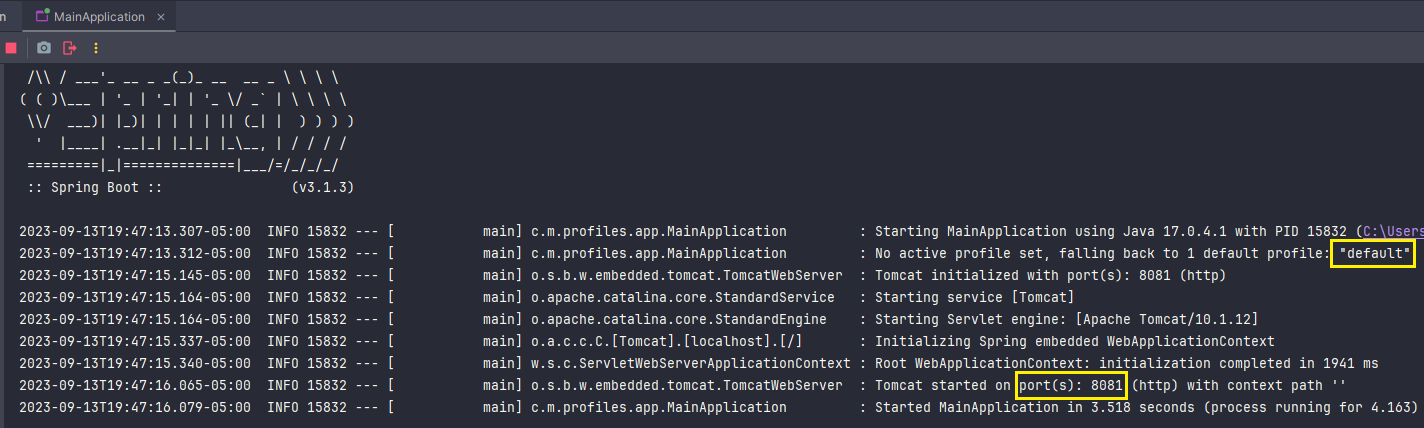 n
MainApplication ×
 /\\ / ___'_ __ _ _(_)_ __  __ _ \ \ \ \
( ( )\___ | '_ | '_| | '_ \/ _` | \ \ \ \
 \\/  ___)| |_)| | | | | || (_| |  ) ) ) )
  '  |____| .__|_| |_|_| |_\__, | / / / /
 =========|_|==============|___/=/_/_/_/
 :: Spring Boot ::                (v3.1.3)
2023-09-13T19:47:13.307-05:00  INFO 15832 --- [           main] c.m.profiles.app.MainApplication         : Starting MainApplication using Java 17.0.4.1 with PID 15832 (C:\Users
2023-09-13T19:47:13.312-05:00  INFO 15832 --- [           main] c.m.profiles.app.MainApplication         : No active profile set, falling back to 1 default profile: "default"
2023-09-13T19:47:15.145-05:00  INFO 15832 --- [           main] o.s.b.w.embedded.tomcat.TomcatWebServer  : Tomcat initialized with port(s): 8081 (http)
2023-09-13T19:47:15.164-05:00  INFO 15832 --- [           main] o.apache.catalina.core.StandardService   : Starting service [Tomcat]
2023-09-13T19:47:15.164-05:00  INFO 15832 --- [           main] o.apache.catalina.core.StandardEngine    : Starting Servlet engine: [Apache Tomcat/10.1.12]
2023-09-13T19:47:15.337-05:00  INFO 15832 --- [           main] o.a.c.c.C.[Tomcat].[localhost].[/]       : Initializing Spring embedded WebApplicationContext
2023-09-13T19:47:15.340-05:00  INFO 15832 --- [           main] w.s.c.ServletWebServerApplicationContext : Root WebApplicationContext: initialization completed in 1941 ms
2023-09-13T19:47:16.065-05:00  INFO 15832 --- [           main] o.s.b.w.embedded.tomcat.TomcatWebServer  : Tomcat started on port(s): 8081 (http) with context path ''
2023-09-13T19:47:16.079-05:00  INFO 15832 --- [           main] c.m.profiles.app.MainApplication         : Started MainApplication in 3.518 seconds (process running for 4.163)